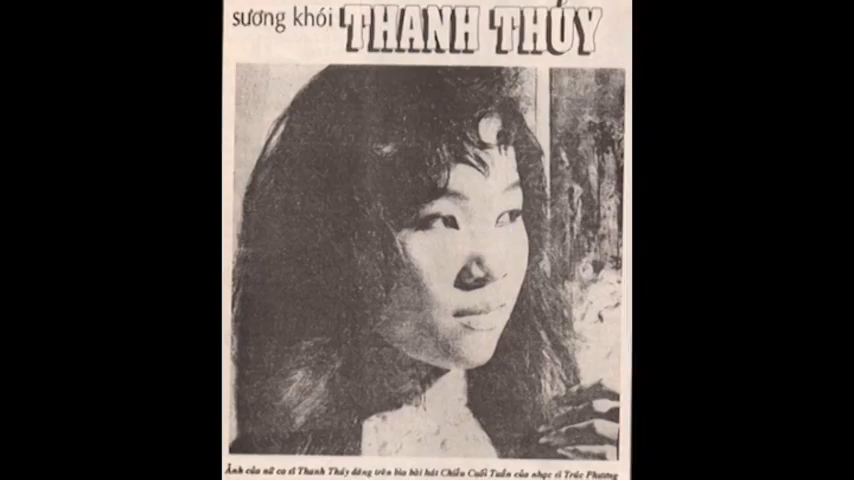 sương khói THANH THÚY
Ảnh của nữ ca sĩ Thanh Thúy đăng trên bìa bài hát Chiều Cuối Tuần của nhạc sĩ Trúc Phương